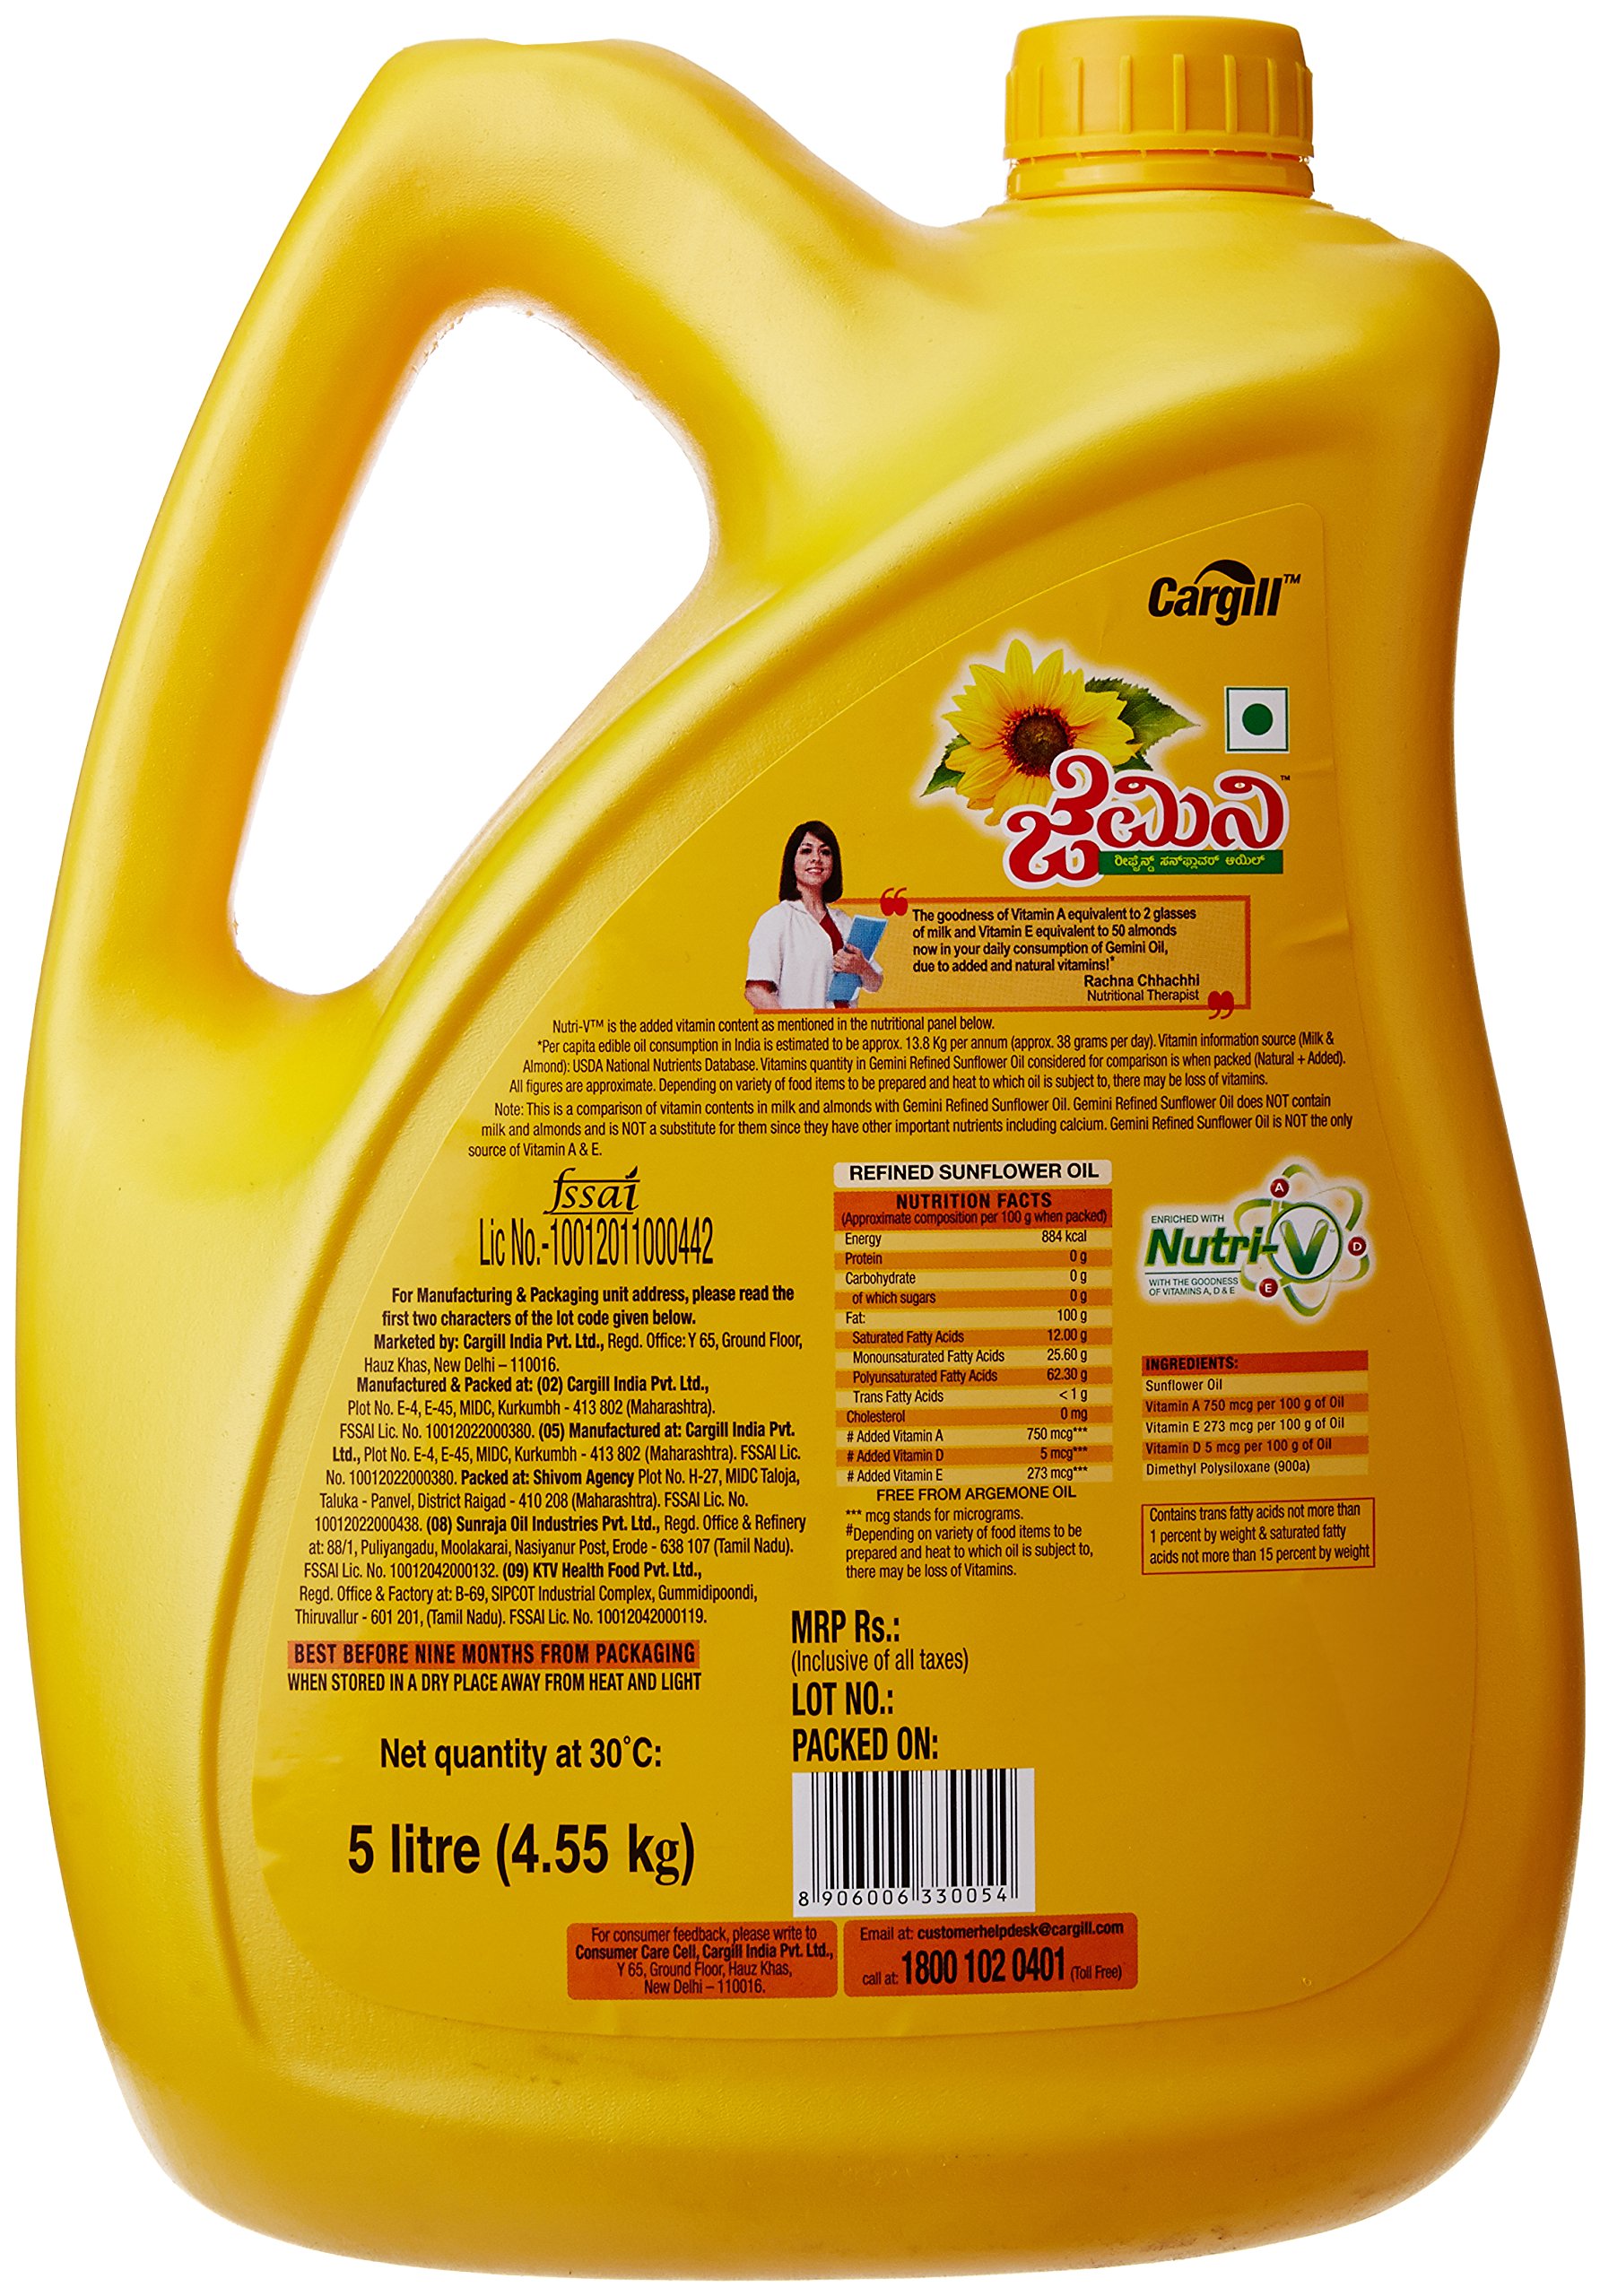 Cargill™
ಜೆಮಿನಿ™
ರೀಫೈನ್ಡ್ ಸನ್‌ಫ್ಲಾವರ್ ಆಯಿಲ್
“The goodness of Vitamin A equivalent to 2 glasses
of milk and Vitamin E equivalent to 50 almonds
now in your daily consumption of Gemini Oil,
due to added and natural vitamins!*
Rachna Chhachhi
Nutritional Therapist”
Nutri-V™ is the added vitamin content as mentioned in the nutritional panel below.
*Per capita edible oil consumption in India is estimated to be approx. 13.8 Kg per annum (approx. 38 grams per day). Vitamin information source (Milk &
Almond): USDA National Nutrients Database. Vitamins quantity in Gemini Refined Sunflower Oil considered for comparison is when packed (Natural + Added).
All figures are approximate. Depending on variety of food items to be prepared and heat to which oil is subject to, there may be loss of vitamins.
Note: This is a comparison of vitamin contents in milk and almonds with Gemini Refined Sunflower Oil. Gemini Refined Sunflower Oil does NOT contain
milk and almonds and is NOT a substitute for them since they have other important nutrients including calcium. Gemini Refined Sunflower Oil is NOT the only
source of Vitamin A & E.
fssai
Lic No.-10012011000442
For Manufacturing & Packaging unit address, please read the
first two characters of the lot code given below.
Marketed by: Cargill India Pvt. Ltd., Regd. Office: Y 65, Ground Floor,
Hauz Khas, New Delhi – 110016.
Manufactured & Packed at: (02) Cargill India Pvt. Ltd.,
Plot No. E-4, E-45, MIDC, Kurkumbh - 413 802 (Maharashtra).
FSSAI Lic. No. 10012022000380. (05) Manufactured at: Cargill India Pvt.
Ltd., Plot No. E-4, E-45, MIDC, Kurkumbh - 413 802 (Maharashtra). FSSAI Lic.
No. 10012022000380. Packed at: Shivom Agency Plot No. H-27, MIDC Taloja,
Taluka - Panvel, District Raigad - 410 208 (Maharashtra). FSSAI Lic. No.
10012022000438. (08) Sunraja Oil Industries Pvt. Ltd., Regd. Office & Refinery
at: 88/1, Puliyangadu, Moolakarai, Nasiyanur Post, Erode - 638 107 (Tamil Nadu).
FSSAI Lic. No. 10012042000132. (09) KTV Health Food Pvt. Ltd.,
Regd. Office & Factory at: B-69, SIPCOT Industrial Complex, Gummidipoondi,
Thiruvallur - 601 201, (Tamil Nadu). FSSAI Lic. No. 10012042000119.
BEST BEFORE NINE MONTHS FROM PACKAGING
WHEN STORED IN A DRY PLACE AWAY FROM HEAT AND LIGHT
Net quantity at 30°C:
5 litre (4.55 kg)
REFINED SUNFLOWER OIL
NUTRITION FACTS
(Approximate composition per 100 g when packed)
Energy 884 kcal
Protein 0 g
Carbohydrate 0 g
of which sugars 0 g
Fat: 100 g
Saturated Fatty Acids 12.00 g
Monounsaturated Fatty Acids 25.60 g
Polyunsaturated Fatty Acids 62.30 g
Trans Fatty Acids < 1 g
Cholesterol 0 mg
# Added Vitamin A 750 mcg***
# Added Vitamin D 5 mcg***
# Added Vitamin E 273 mcg***
FREE FROM ARGEMONE OIL
*** mcg stands for micrograms.
#Depending on variety of food items to be
prepared and heat to which oil is subject to,
there may be loss of Vitamins.
ENRICHED WITH
Nutri-V™
WITH THE GOODNESS
OF VITAMINS A, D & E
A
D
E
INGREDIENTS:
Sunflower Oil
Vitamin A 750 mcg per 100 g of Oil
Vitamin E 273 mcg per 100 g of Oil
Vitamin D 5 mcg per 100 g of Oil
Dimethyl Polysiloxane (900a)
Contains trans fatty acids not more than
1 percent by weight & saturated fatty
acids not more than 15 percent by weight
MRP Rs.:
(Inclusive of all taxes)
LOT NO.:
PACKED ON:
8 906006 330054
For consumer feedback, please write to
Consumer Care Cell, Cargill India Pvt. Ltd.,
Y 65, Ground Floor, Hauz Khas,
New Delhi – 110016.
Email at: customerhelpdesk@cargill.com
call at: 1800 102 0401 (Toll Free)